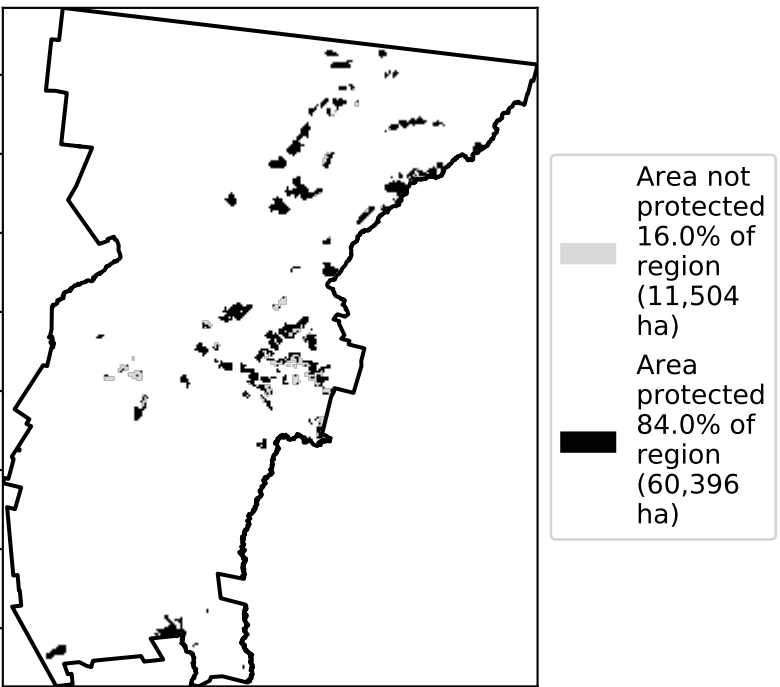 Area not
protected
16.0% of
region
(11,504
ha)
Area
protected
84.0% of
region
(60,396
ha)